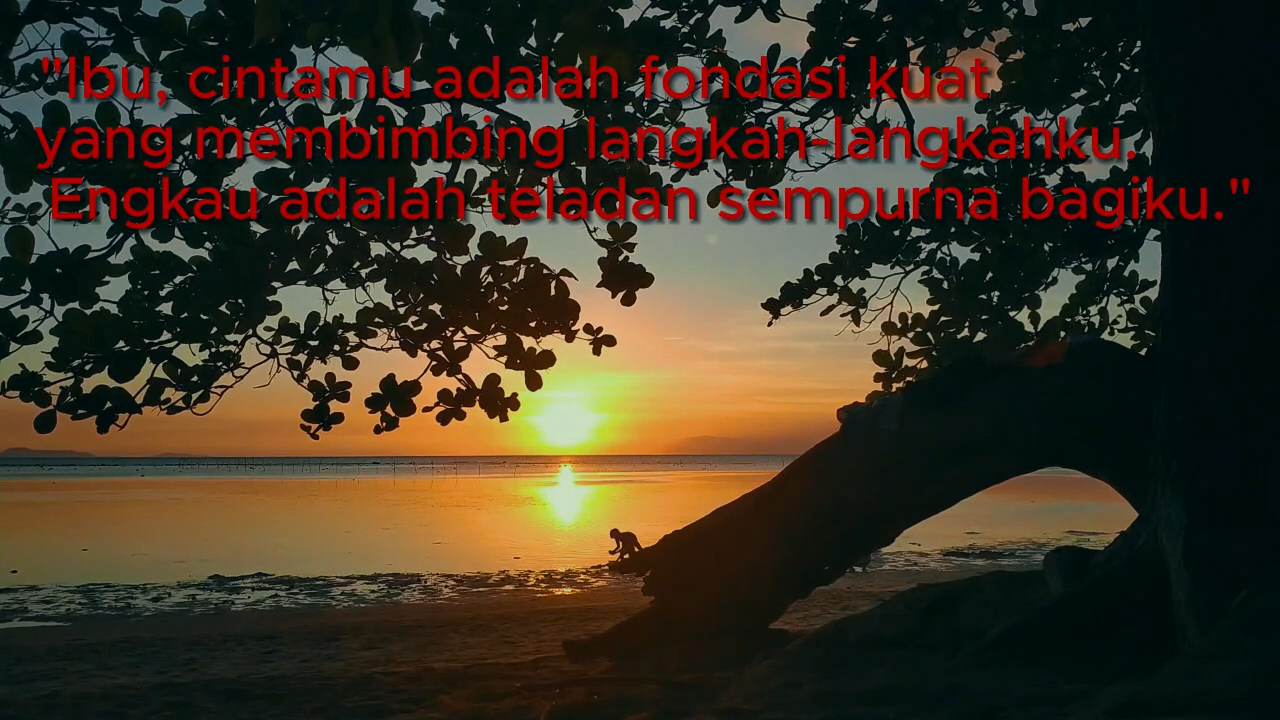 "Ibu, cintamu adalah fondasi kuat
yang membimbing langkah-langkahku.
Engkau adalah teladan sempurna bagiku."